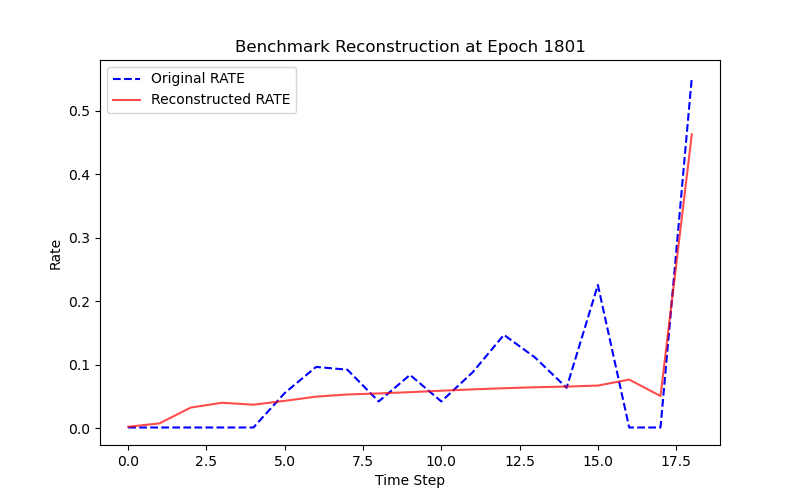 Benchmark Reconstruction at Epoch 1801
Original RATE
Reconstructed RATE
0.5
0.4
0.3
0.2
0.1
0.0
Rate
0.0 2.5 5.0 7.5 10.0 12.5 15.0 17.5
Time Step